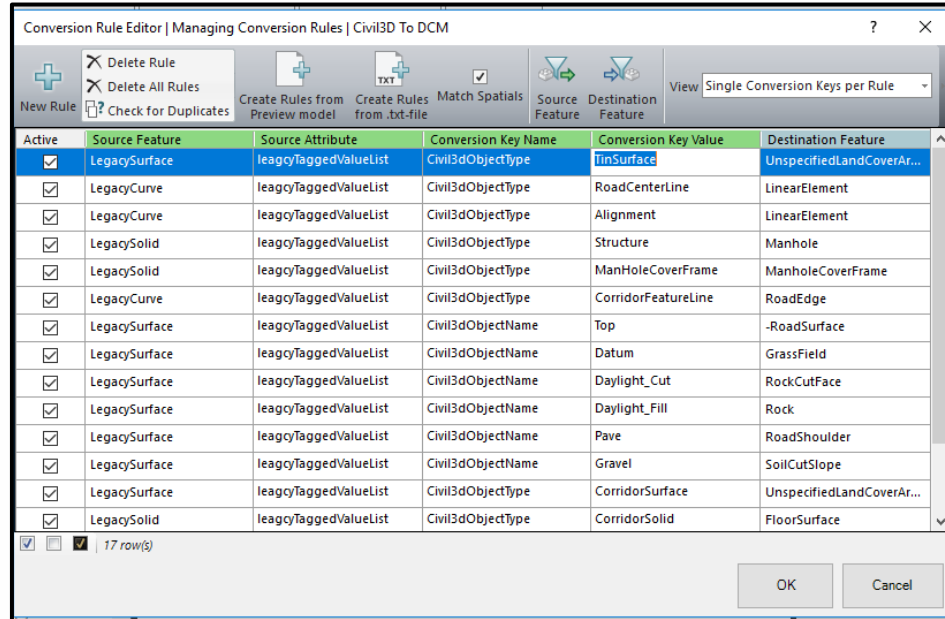 Conversion Rule Editor | Managing Conversion Rules | Civil3D To DCM ?
New Rule
Delete Rule
Delete All Rules
Check for Duplicates
Create Rules from
Preview model
TXT
Create Rules
from .txt-file
Match Spatials
Source
Feature
Destination
Feature
View Single Conversion Keys per Rule
Active Source Feature Source Attribute Conversion Key Name Conversion Key Value Destination Feature
LegacySurface leagcyTaggedValueList Civil3dObjectType TinSurface UnspecifiedLandCoverAr...
LegacyCurve leagcyTaggedValueList Civil3dObjectType RoadCenterLine LinearElement
LegacyCurve leagcyTaggedValueList Civil3dObjectType Alignment LinearElement
LegacySolid leagcyTaggedValueList Civil3dObjectType Structure Manhole
LegacySolid leagcyTaggedValueList Civil3dObjectType ManHoleCoverFrame ManholeCoverFrame
LegacyCurve leagcyTaggedValueList Civil3dObjectType CorridorFeatureLine RoadEdge
LegacySurface leagcyTaggedValueList Civil3dObjectName Top -RoadSurface
LegacySurface leagcyTaggedValueList Civil3dObjectName Datum GrassField
LegacySurface leagcyTaggedValueList Civil3dObjectName Daylight_Cut RockCutFace
LegacySurface leagcyTaggedValueList Civil3dObjectName Daylight_Fill Rock
LegacySurface leagcyTaggedValueList Civil3dObjectName Pave RoadShoulder
LegacySurface leagcyTaggedValueList Civil3dObjectName Gravel SoilCutSlope
LegacySurface leagcyTaggedValueList Civil3dObjectType CorridorSurface UnspecifiedLandCoverAr...
LegacySolid leagcyTaggedValueList Civil3dObjectType CorridorSolid FloorSurface
17 row(s)
OK Cancel